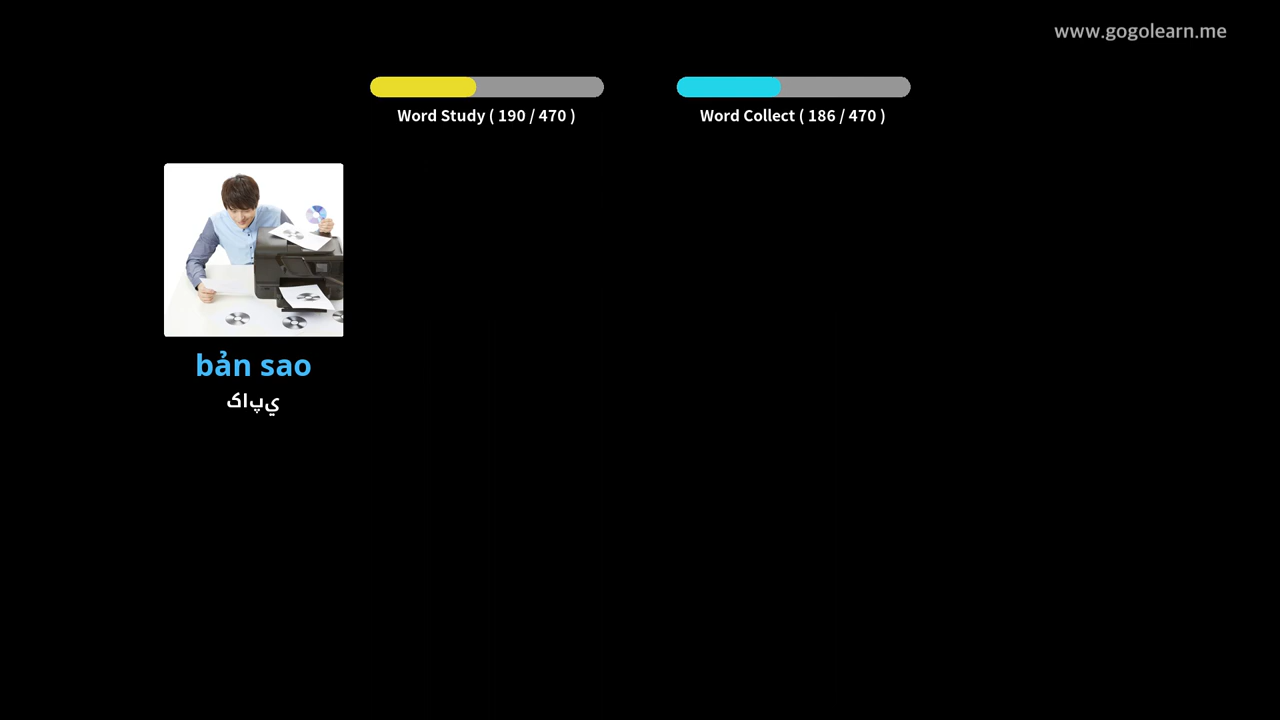 www.gogolearn.me
Word Study ( 190 / 470 )
Word Collect ( 186 / 470 )
bản sao
کاپي